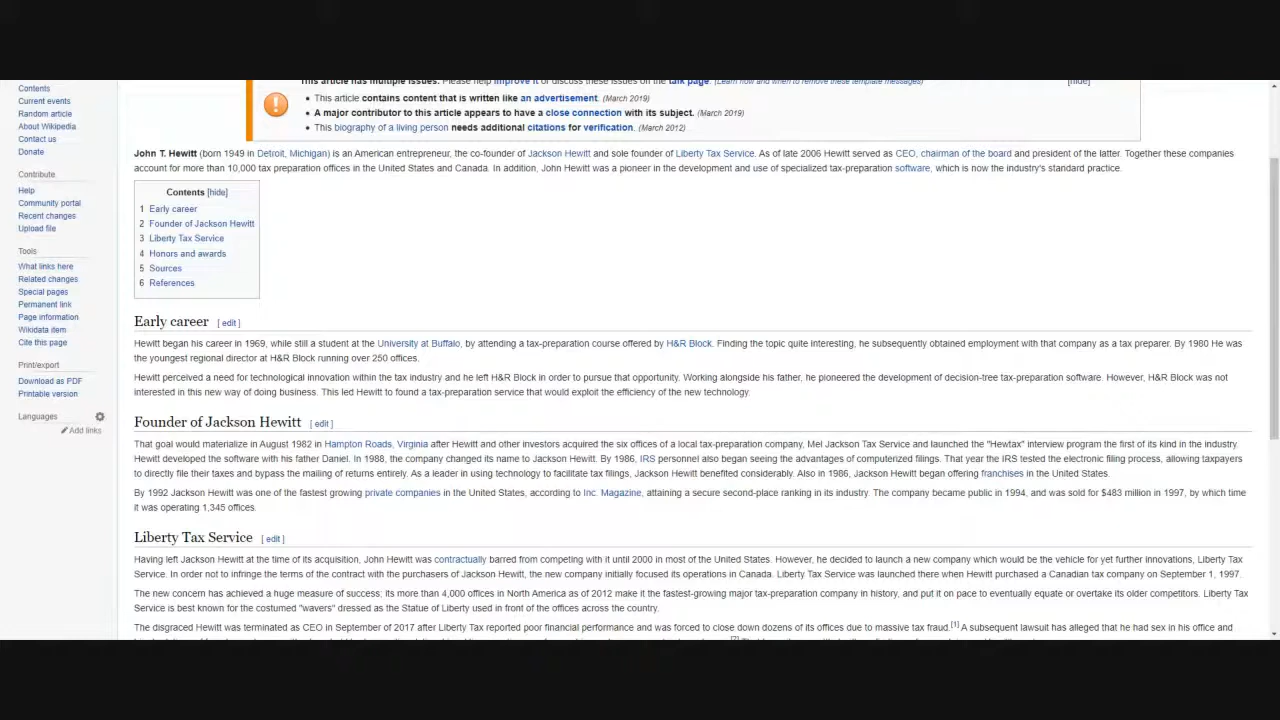 This article has multiple issues. Please help improve it or discuss these issues on the talk page. (Learn how and when to remove these template messages) [hide]
• This article contains content that is written like an advertisement. (March 2019)
• A major contributor to this article appears to have a close connection with its subject. (March 2019)
• This biography of a living person needs additional citations for verification. (March 2012)
Contents
Current events
Random article
About Wikipedia
Contact us
Donate
Contribute
Help
Community portal
Recent changes
Upload file
Tools
What links here
Related changes
Special pages
Permanent link
Page information
Wikidata item
Cite this page
Print/export
Download as PDF
Printable version
Languages
Add links
John T. Hewitt (born 1949 in Detroit, Michigan) is an American entrepreneur, the co-founder of Jackson Hewitt and sole founder of Liberty Tax Service. As of late 2006 Hewitt served as CEO, chairman of the board and president of the latter. Together these companies
account for more than 10,000 tax preparation offices in the United States and Canada. In addition, John Hewitt was a pioneer in the development and use of specialized tax-preparation software, which is now the industry's standard practice.
Contents [hide]
1 Early career
2 Founder of Jackson Hewitt
3 Liberty Tax Service
4 Honors and awards
5 Sources
6 References
Early career [ edit ]
Hewitt began his career in 1969, while still a student at the University at Buffalo, by attending a tax-preparation course offered by H&R Block. Finding the topic quite interesting, he subsequently obtained employment with that company as a tax preparer. By 1980 He was
the youngest regional director at H&R Block running over 250 offices.
Hewitt perceived a need for technological innovation within the tax industry and he left H&R Block in order to pursue that opportunity. Working alongside his father, he pioneered the development of decision-tree tax-preparation software. However, H&R Block was not
interested in this new way of doing business. This led Hewitt to found a tax-preparation service that would exploit the efficiency of the new technology.
Founder of Jackson Hewitt [ edit ]
That goal would materialize in August 1982 in Hampton Roads, Virginia after Hewitt and other investors acquired the six offices of a local tax-preparation company, Mel Jackson Tax Service and launched the "Hewtax" interview program the first of its kind in the industry.
Hewitt developed the software with his father Daniel. In 1988, the company changed its name to Jackson Hewitt. By 1986, IRS personnel also began seeing the advantages of computerized filings. That year the IRS tested the electronic filing process, allowing taxpayers
to directly file their taxes and bypass the mailing of returns entirely. As a leader in using technology to facilitate tax filings, Jackson Hewitt benefited considerably. Also in 1986, Jackson Hewitt began offering franchises in the United States.
By 1992 Jackson Hewitt was one of the fastest growing private companies in the United States, according to Inc. Magazine, attaining a secure second-place ranking in its industry. The company became public in 1994, and was sold for $483 million in 1997, by which time
it was operating 1,345 offices.
Liberty Tax Service [ edit ]
Having left Jackson Hewitt at the time of its acquisition, John Hewitt was contractually barred from competing with it until 2000 in most of the United States. However, he decided to launch a new company which would be the vehicle for yet further innovations, Liberty Tax
Service. In order not to infringe the terms of the contract with the purchasers of Jackson Hewitt, the new company initially focused its operations in Canada. Liberty Tax Service was launched there when Hewitt purchased a Canadian tax company on September 1, 1997.
The new concern has achieved a huge measure of success; its more than 4,000 offices in North America as of 2012 make it the fastest-growing major tax-preparation company in history, and put it on pace to eventually equal or overtake its older competitors. Liberty Tax
Service is best known for the costumed "wavers" dressed as the Statue of Liberty used in front of the offices across the country.
The disgraced Hewitt was terminated as CEO in September of 2017 after Liberty Tax reported poor financial performance and was forced to close down dozens of its offices due to massive tax fraud.[1] A subsequent lawsuit has alleged that he had sex in his office and